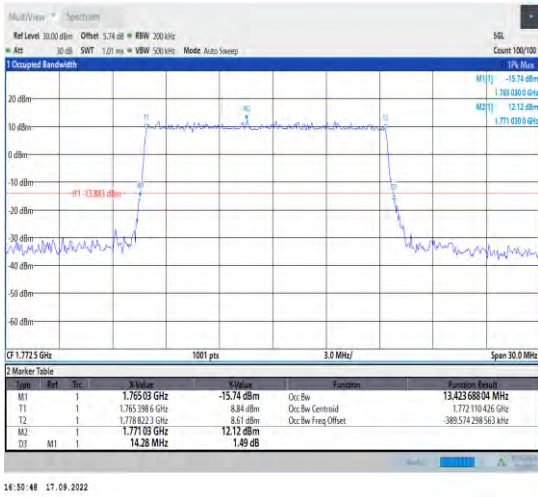 MultiView Spectrum
Ref Level 30.00 dBm Offset 5.74 dB RBW 200 kHz SGL
Att 30 dB SWT 1.01 ms VBW 500 kHz Mode Auto Sweep Count 100/100
1 Occupied Bandwidth 1Pk Max
M1[1] -15.74 dBm
1.765 030 0 GHz
M2[1] 12.12 dBm
1.771 030 0 GHz
20 dBm
M2
T1 T2
10 dBm
0 dBm
-10 dBm
H1 -13.883 dBm
M1 D3
-20 dBm
-30 dBm
-40 dBm
-50 dBm
-60 dBm
CF 1.772 5 GHz 1001 pts 3.0 MHz/ Span 30.0 MHz
2 Marker Table
Type Ref Trc X-Value Y-Value Function Function Result
M1 1 1.765 03 GHz -15.74 dBm Occ Bw 13.423 688 04 MHz
T1 1 1.765 398 6 GHz 8.84 dBm Occ Bw Centroid 1.772 110 426 GHz
T2 1 1.778 822 3 GHz 8.61 dBm Occ Bw Freq Offset -389.574 298 563 kHz
M2 1 1.771 03 GHz 12.12 dBm
D3 M1 1 14.28 MHz 1.49 dB
16:50:48 17.09.2022